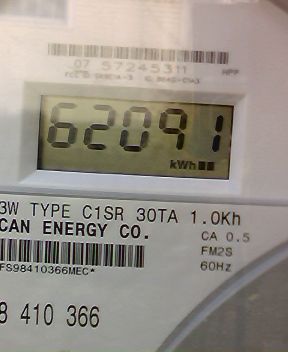 07 57245311
62091
kWh
3W TYPE C1SR 30TA 1.0Kh
CAN ENERGY CO.
CA 0.5
FM2S
60Hz
FS98410366MEC*
8 410 366